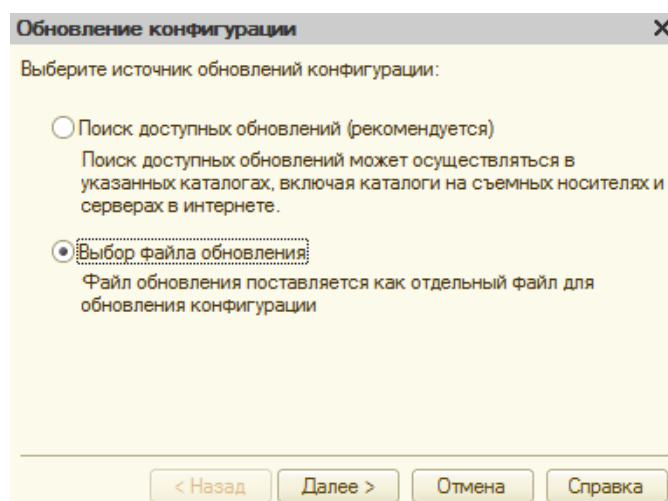 Обновление конфигурации
Выберите источник обновлений конфигурации:
Поиск доступных обновлений (рекомендуется)
Поиск доступных обновлений может осуществляться в
указанных каталогах, включая каталоги на съемных носителях и
серверах в интернете.
Выбор файла обновления
Файл обновления поставляется как отдельный файл для
обновления конфигурации
< Назад Далее > Отмена Справка